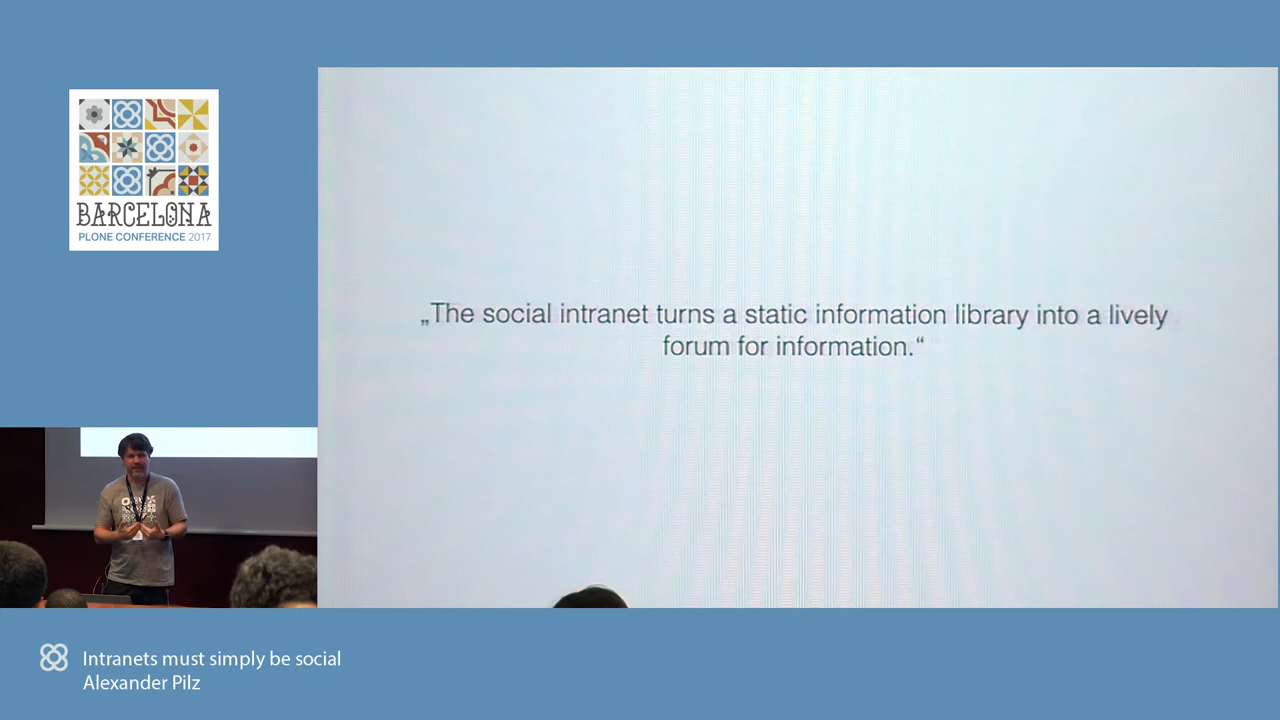 BARCELONA
PLONE CONFERENCE 2017
„The social intranet turns a static information library into a lively
forum for information.“
Intranets must simply be social
Alexander Pilz